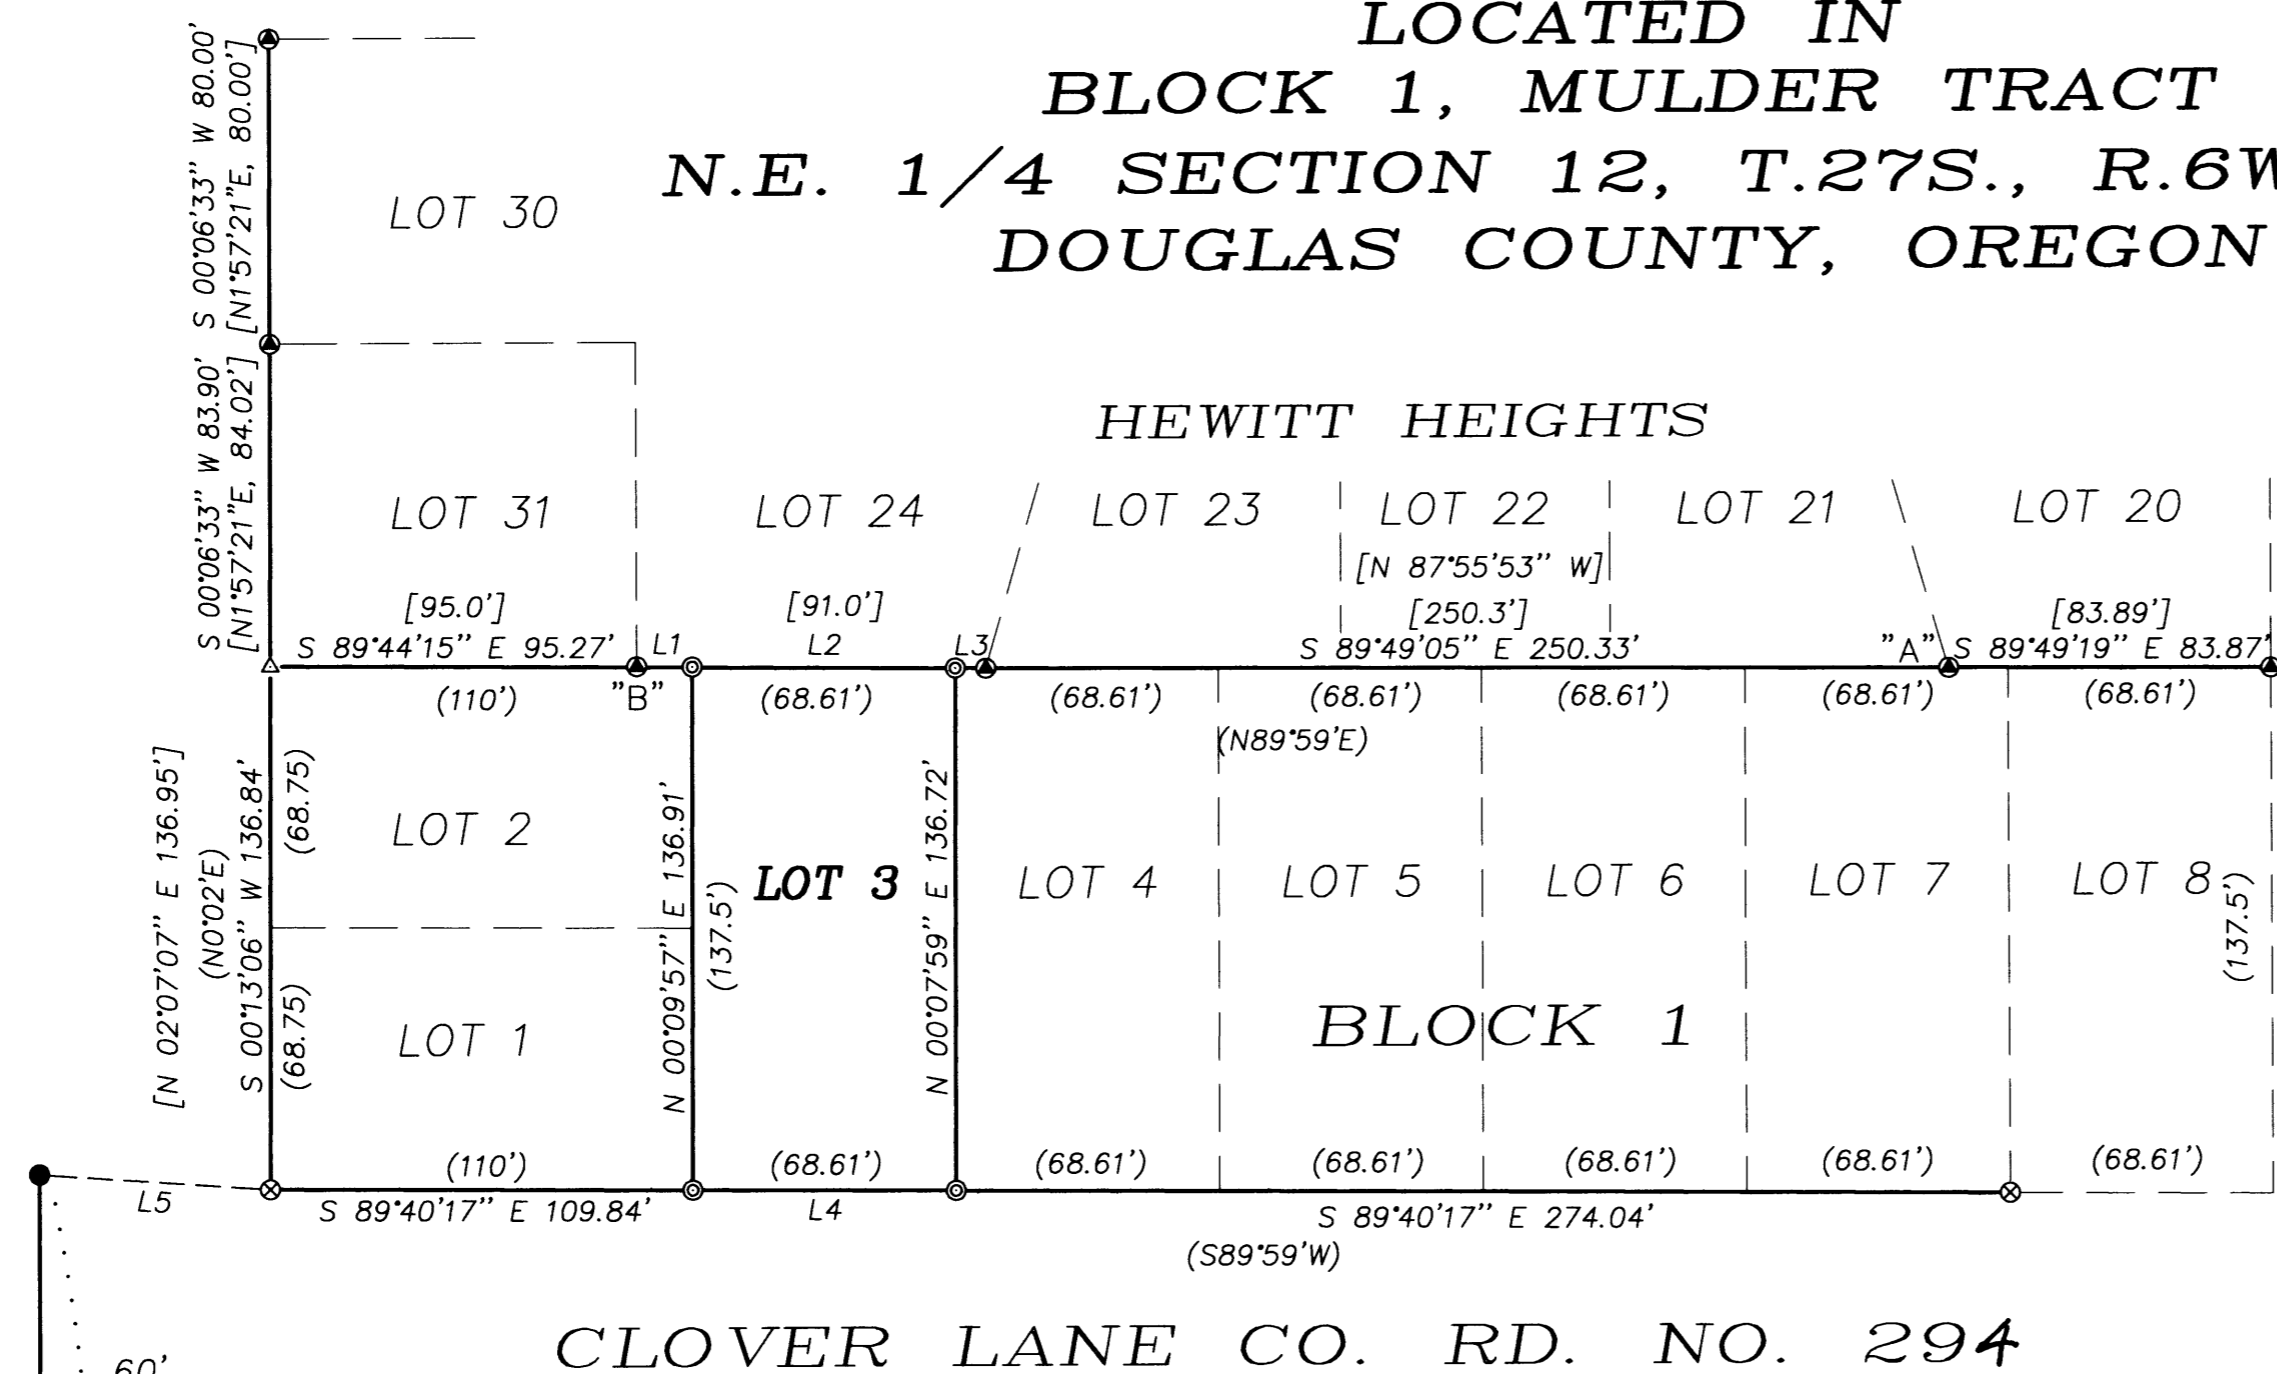 LOCATED IN
BLOCK 1, MULDER TRACT
N.E. 1/4 SECTION 12, T.27S., R.6W
DOUGLAS COUNTY, OREGON
S 00°06'33" W 80.00'
[N1°57'21"E, 80.00']
LOT 30
S 00°06'33" W 83.90'
[N1°57'21"E, 84.02']
HEWITT HEIGHTS
LOT 31
LOT 24
LOT 23
LOT 22
LOT 21
LOT 20
[N 87°55'53" W]
[95.0']
[91.0']
[250.3']
[83.89']
S 89°44'15" E 95.27'
L1
L2
L3
S 89°49'05" E 250.33'
"A"
S 89°49'19" E 83.87'
(110')
"B"
(68.61')
(68.61')
(68.61')
(68.61')
(68.61')
(68.61')
(N89°59'E)
[N 02°07'07" E 136.95']
(N0°02'E)
S 00°13'06" W 136.84'
(68.75)
(68.75)
LOT 2
LOT 1
N 00°09'57" E 136.91'
(137.5')
LOT 3
N 00°07'59" E 136.72'
LOT 4
LOT 5
LOT 6
LOT 7
LOT 8
(137.5')
BLOCK 1
(110')
(68.61')
(68.61')
(68.61')
(68.61')
(68.61')
(68.61')
L5
S 89°40'17" E 109.84'
L4
S 89°40'17" E 274.04'
(S89°59'W)
CLOVER LANE CO. RD. NO. 294
60'